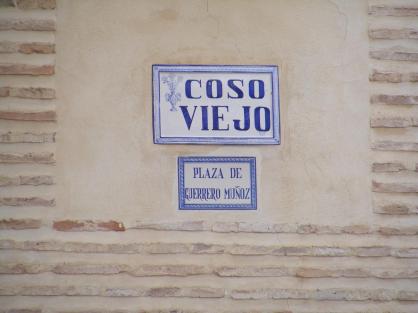 COSO
VIEJO
PLAZA DE
GUERRERO MUÑOZ